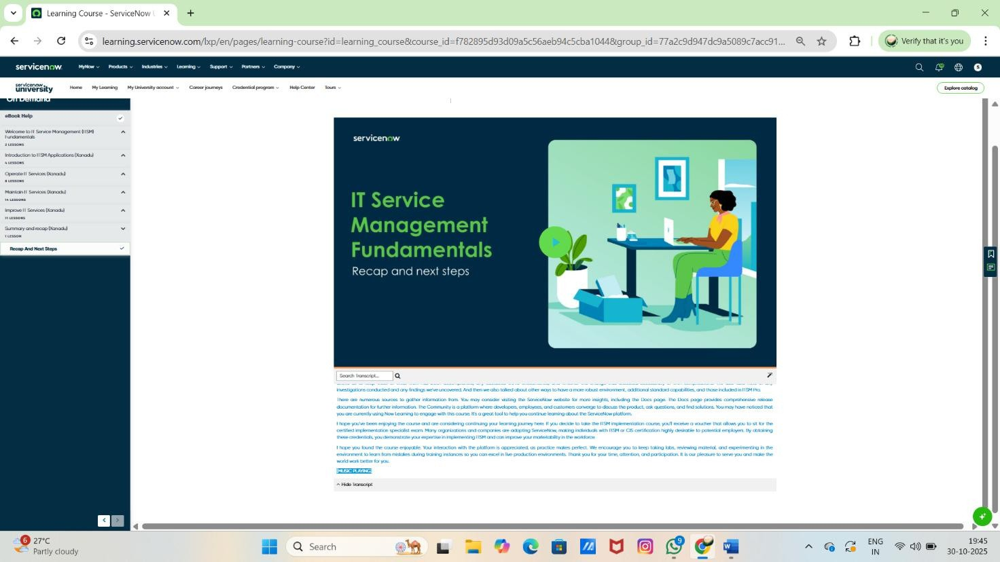 Learning Course - ServiceNow U
learning.servicenow.com/lxp/en/pages/learning-course?id=learning_course&course_id=f782895d93d09a5c56aeb94c5cba1044&group_id=77a2c9d947dc9a5089c7acc91...
Verify that it's you
servicenow
MyNow
Products
Industries
Learning
Support
Partners
Company
S
servicenow
university
Home
My Learning
My University account
Career journeys
Credential program
Help Center
Tours
Explore catalog
On Demand
eBook Help
Welcome to IT Service Management (ITSM)
Fundamentals
2 LESSONS
Introduction to ITSM Applications (Xanadu)
4 LESSONS
Operate IT Services (Xanadu)
8 LESSONS
Maintain IT Services (Xanadu)
14 LESSONS
Improve IT Services (Xanadu)
11 LESSONS
Summary and recap (Xanadu)
1 LESSON
Recap And Next Steps
servicenow
IT Service
Management
Fundamentals
Recap and next steps
Search Transcript...
investigations conducted and any findings we've uncovered. And then we also talked about other ways to have a more robust environment, additional standard capabilities, and those included in ITSM Pro.
There are numerous sources to gather information from. You may consider visiting the ServiceNow website for more insights, including the Docs page. The Docs page provides comprehensive release
documentation for further information. The Community is a platform where developers, employees, and customers converge to discuss the product, ask questions, and find solutions. You may have noticed that
you are currently using Now Learning to engage with this course. It's a great tool to help you continue learning about the ServiceNow platform.
I hope you've been enjoying the course and are considering continuing your learning journey here. If you decide to take the ITSM implementation course, you'll receive a voucher that allows you to sit for the
certified implementation specialist exam. Many organizations and companies are adopting ServiceNow, making individuals with ITSM or CIS certification highly desirable to potential employers. By obtaining
these credentials, you demonstrate your expertise in implementing ITSM and can improve your marketability in the workforce.
I hope you found the course enjoyable. Your interaction with the platform is appreciated, as practice makes perfect. We encourage you to keep taking labs, reviewing material, and experimenting in the
environment to learn from mistakes during training instances so you can excel in live production environments. Thank you for your time, attention, and participation. It is our pleasure to serve you and make the
world work better for you.
[MUSIC PLAYING]
Hide Transcript
6
27°C
Partly cloudy
Search
9
ENG
IN
19:45
30-10-2025